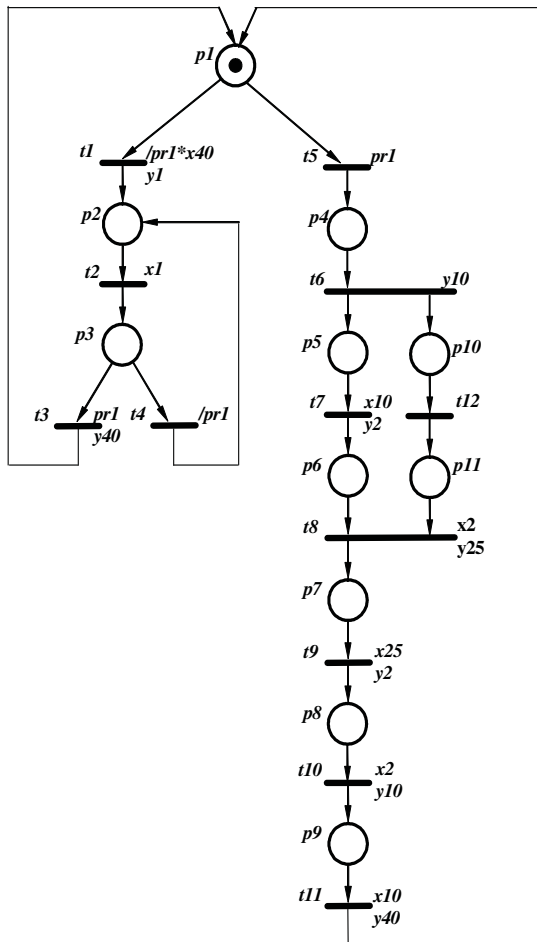 p1
t1 /pr1*x40
y1
t5 pr1
p2
p4
t2 x1
t6 y10
p3
p5
p10
t3 pr1
y40
t4 /pr1
t7 x10
y2
t12
p6
p11
t8 x2
y25
p7
t9 x25
y2
p8
t10 x2
y10
p9
t11 x10
y40